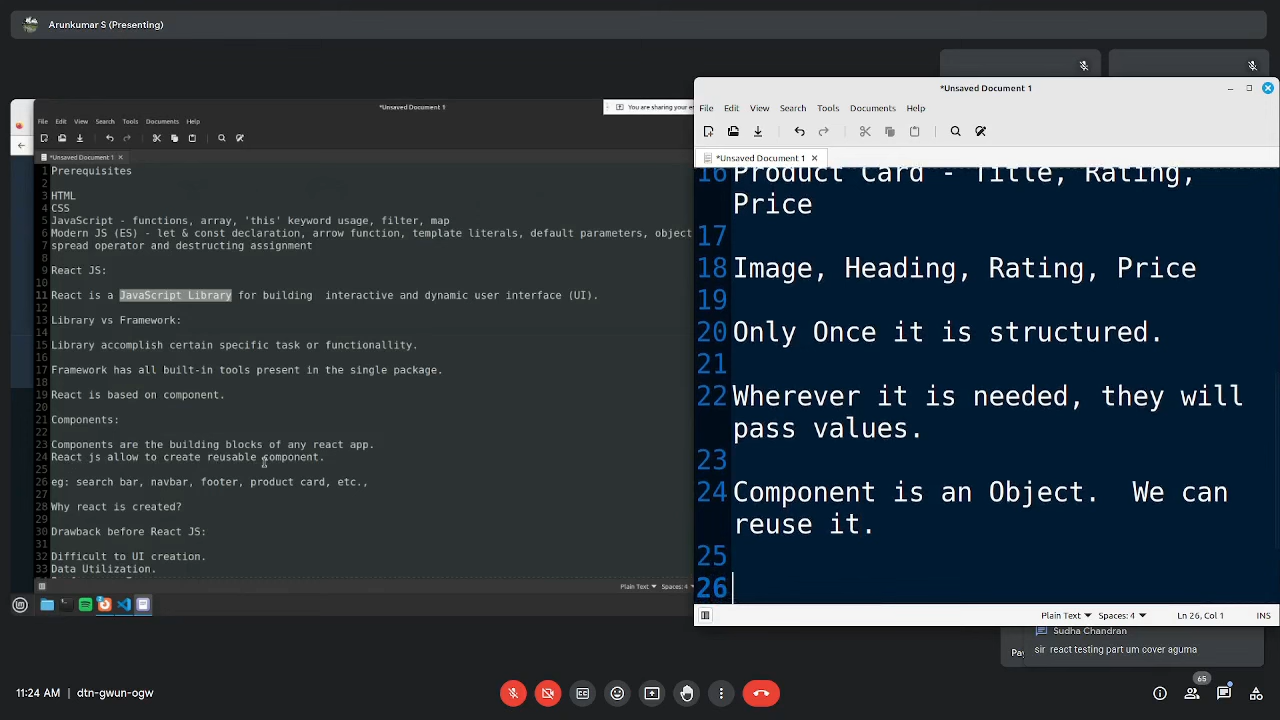 Arunkumar S (Presenting)
*Unsaved Document 1
You are sharing your
File Edit View Search Tools Documents Help
*Unsaved Document 1
1 Prerequisites
2
3 HTML
4 CSS
5 JavaScript - functions, array, 'this' keyword usage, filter, map
6 Modern JS (ES) - let & const declaration, arrow function, template literals, default parameters, object
7 spread operator and destructing assignment
8
9 React JS:
10
11 React is a JavaScript Library for building  interactive and dynamic user interface (UI).
12
13 Library vs Framework:
14
15 Library accomplish certain specific task or functionallity.
16
17 Framework has all built-in tools present in the single package.
18
19 React is based on component.
20
21 Components:
22
23 Components are the building blocks of any react app.
24 React js allow to create reusable component.
25
26 eg: search bar, navbar, footer, product card, etc.,
27
28 Why react is created?
29
30 Drawback before React JS:
31
32 Difficult to UI creation.
33 Data Utilization.
Plain Text Spaces: 4
*Unsaved Document 1
File Edit View Search Tools Documents Help
*Unsaved Document 1
16 Product Card - Title, Rating,
Price
17
18 Image, Heading, Rating, Price
19
20 Only Once it is structured.
21
22 Wherever it is needed, they will
pass values.
23
24 Component is an Object.  We can
reuse it.
25
26
Plain Text Spaces: 4 Ln 26, Col 1 INS
Sudha Chandran
sir react testing part um cover aguma
65
11:24 AM | dtn-gwun-ogw